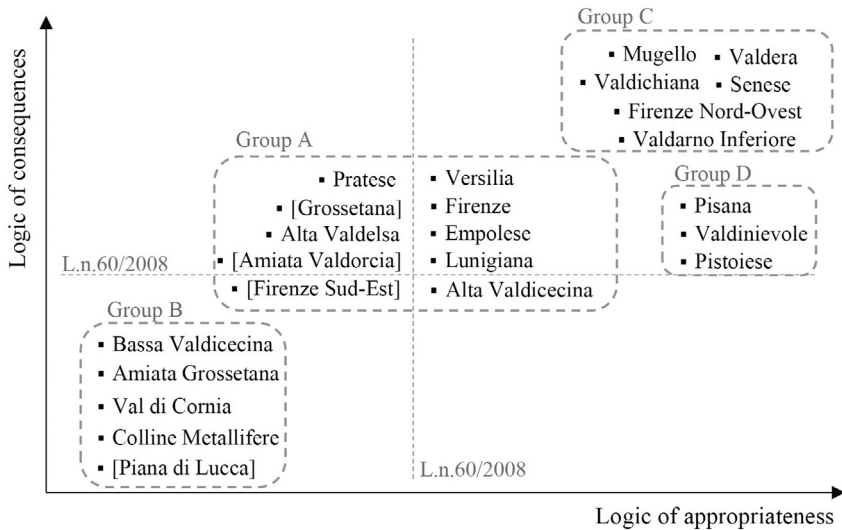 Logic of consequences
Group C
▪ Mugello ▪ Valdera
▪ Valdichiana ▪ Senese
▪ Firenze Nord-Ovest
▪ Valdarno Inferiore
Group A
▪ Pratese ▪ Versilia
▪ [Grossetana] ▪ Firenze
▪ Alta Valdelsa ▪ Empolese
▪ [Amiata Valdorcia] ▪ Lunigiana
▪ [Firenze Sud-Est] ▪ Alta Valdicecina
Group D
▪ Pisana
▪ Valdinievole
▪ Pistoiese
L.n.60/2008
Group B
▪ Bassa Valdicecina
▪ Amiata Grossetana
▪ Val di Cornia
▪ Colline Metallifere
▪ [Piana di Lucca]
L.n.60/2008
Logic of appropriateness